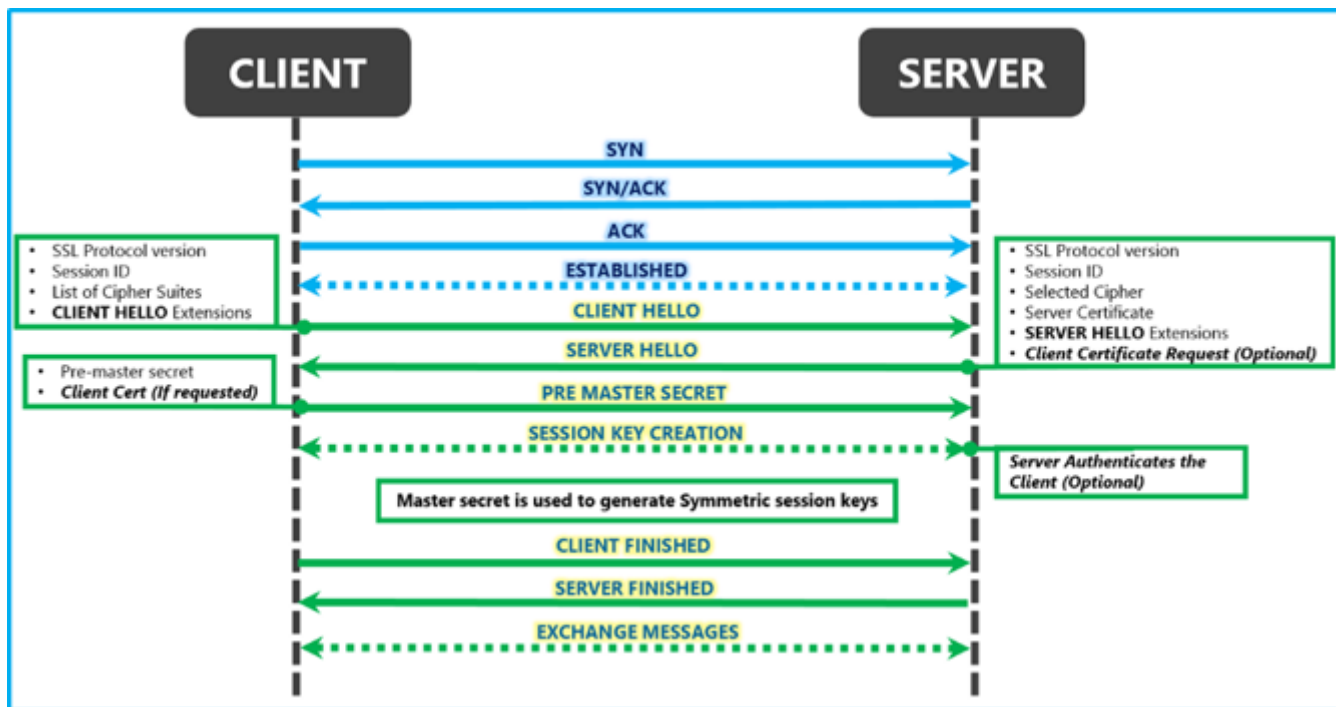 CLIENT
SERVER
SYN
SYN/ACK
ACK
ESTABLISHED
• SSL Protocol version
• Session ID
• List of Cipher Suites
• CLIENT HELLO Extensions
• SSL Protocol version
• Session ID
• Selected Cipher
• Server Certificate
• SERVER HELLO Extensions
• Client Certificate Request (Optional)
CLIENT HELLO
SERVER HELLO
• Pre-master secret
• Client Cert (If requested)
PRE MASTER SECRET
SESSION KEY CREATION
Server Authenticates the
Client (Optional)
Master secret is used to generate Symmetric session keys
CLIENT FINISHED
SERVER FINISHED
EXCHANGE MESSAGES